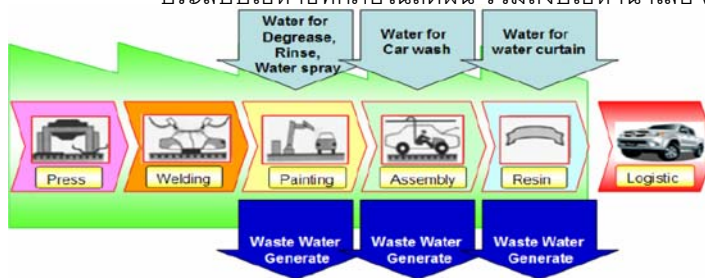 Water for
Degrease,
Rinse,
Water spray
Water for
Car wash
Water for
water curtain
Press
Welding
Painting
Assembly
Resin
Logistic
Waste Water
Generate
Waste Water
Generate
Waste Water
Generate